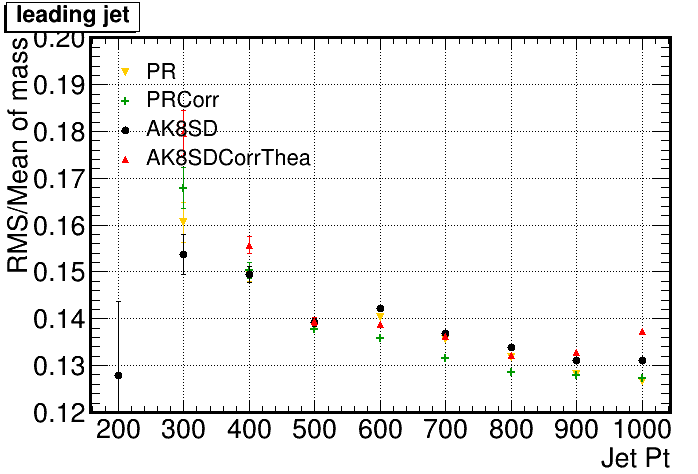 leading jet
RMS/Mean of mass
0.20
0.19
0.18
0.17
0.16
0.15
0.14
0.13
0.12
PR
PRCorr
AK8SD
AK8SDCorrThea
200 300 400 500 600 700 800 900 1000
Jet Pt